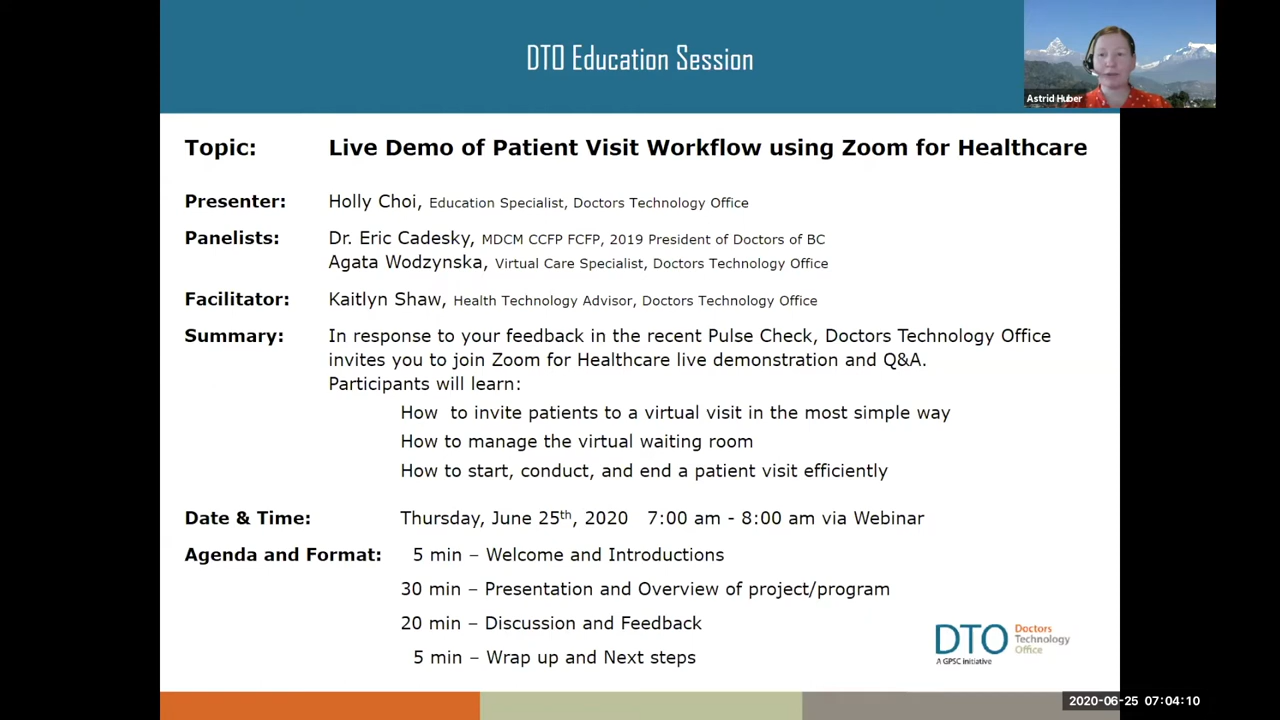 DTO Education Session
Astrid Huber
Topic: Live Demo of Patient Visit Workflow using Zoom for Healthcare
Presenter: Holly Choi, Education Specialist, Doctors Technology Office
Panelists: Dr. Eric Cadesky, MDCM CCFP FCFP, 2019 President of Doctors of BC
Agata Wodzynska, Virtual Care Specialist, Doctors Technology Office
Facilitator: Kaitlyn Shaw, Health Technology Advisor, Doctors Technology Office
Summary: In response to your feedback in the recent Pulse Check, Doctors Technology Office
invites you to join Zoom for Healthcare live demonstration and Q&A.
Participants will learn:
How to invite patients to a virtual visit in the most simple way
How to manage the virtual waiting room
How to start, conduct, and end a patient visit efficiently
Date & Time: Thursday, June 25th, 2020 7:00 am - 8:00 am via Webinar
Agenda and Format: 5 min – Welcome and Introductions
30 min – Presentation and Overview of project/program
20 min – Discussion and Feedback
5 min – Wrap up and Next steps
DTO Doctors
Technology
Office
A GPSC initiative
2020-06-25 07:04:10